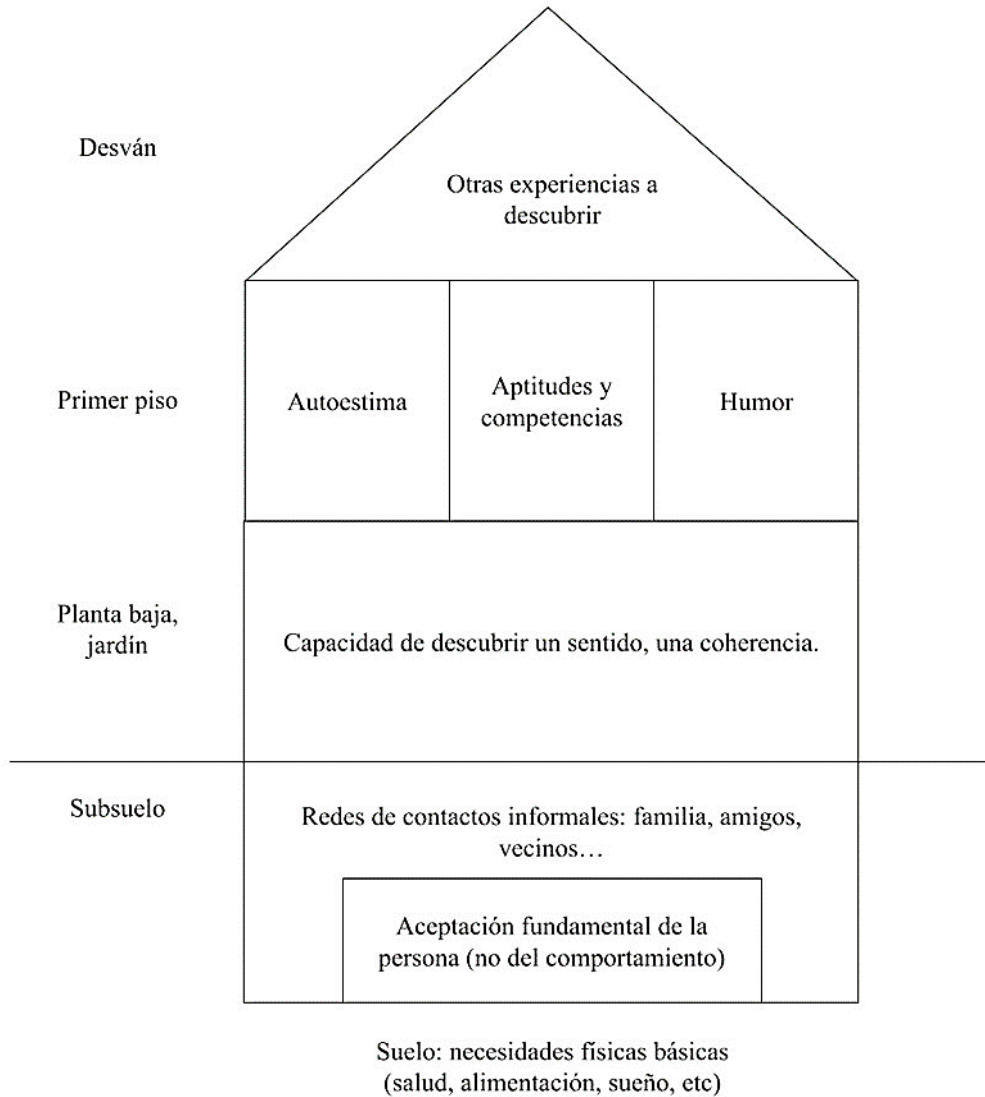 Desván
Otras experiencias a
descubrir
Primer piso
Autoestima
Aptitudes y
competencias
Humor
Planta baja,
jardín
Capacidad de descubrir un sentido, una coherencia.
Subsuelo
Redes de contactos informales: familia, amigos,
vecinos…
Aceptación fundamental de la
persona (no del comportamiento)
Suelo: necesidades físicas básicas
(salud, alimentación, sueño, etc)